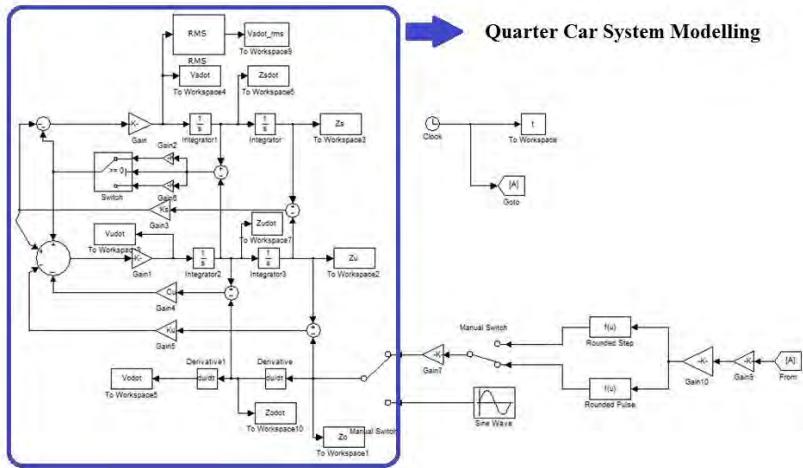 Quarter Car System Modelling
RMS
RMS
Vadot_rms
To Workspace9
Vadot
To Workspace4
Zsdot
To Workspace6
K-
Gain
1
s
Integrator1
1
s
Integrator
Zs
To Workspace3
Clock
t
To Workspace
[A]
Goto
Gain2
>= 0
Switch
Gain6
Ks
Gain3
Vudot
To Workspace
K-
Gain1
1
s
Integrator2
Zudot
To Workspace7
1
s
Integrator3
Zu
To Workspace2
Cu
Gain4
Ku
Gain5
Manual Switch
-K-
Gain7
f(u)
Rounded Step
f(u)
Rounded Pulse
-K-
Gain10
-K-
Gain9
[A]
From
Vodot
To Workspace8
Derivative1
du/dt
Derivative
du/dt
Zodot
To Workspace10
Zo
To Workspace1
Manual Switch
Sine Wave